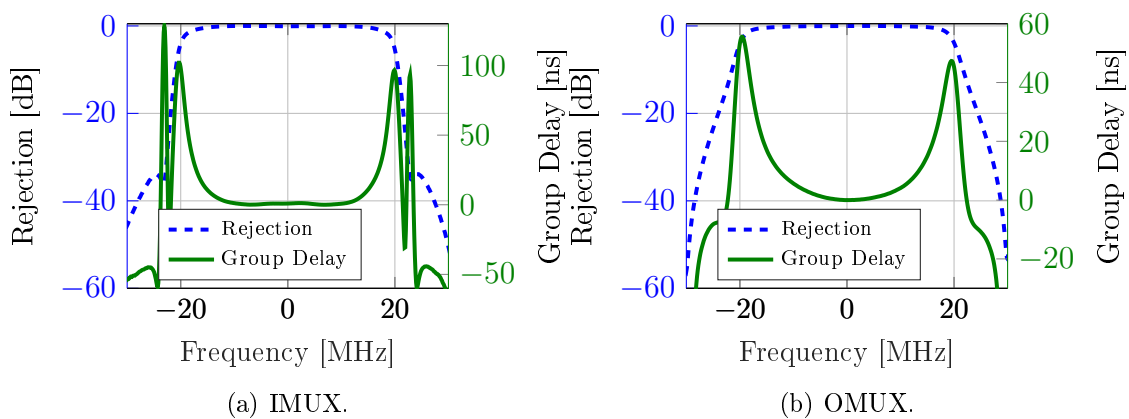 0
−20
−40
−60
Rejection [dB]
100
50
0
−50
Group Delay [ns]
Rejection
Group Delay
−20
0
20
Frequency [MHz]
(a) IMUX.
0
−20
−40
−60
Rejection [dB]
60
40
20
0
−20
Group Delay [ns]
Rejection
Group Delay
−20
0
20
Frequency [MHz]
(b) OMUX.